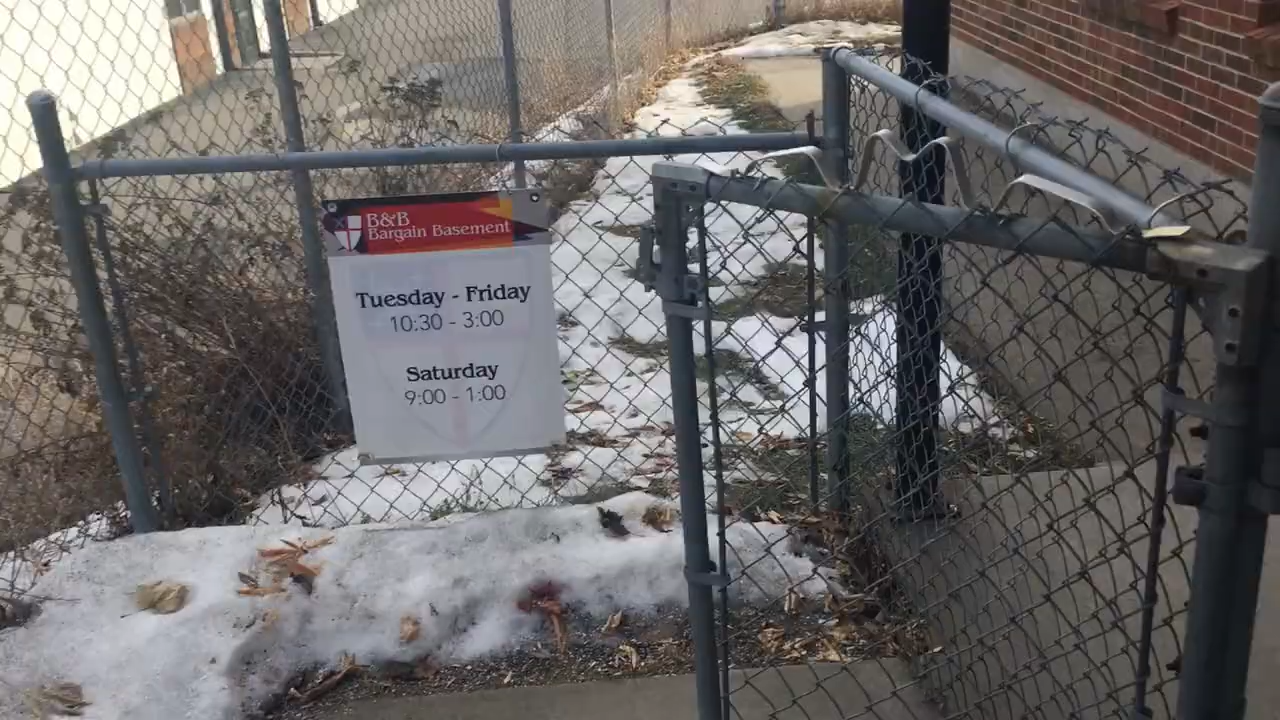 B&B
Bargain Basement
Tuesday - Friday
10:30 - 3:00
Saturday
9:00 - 1:00